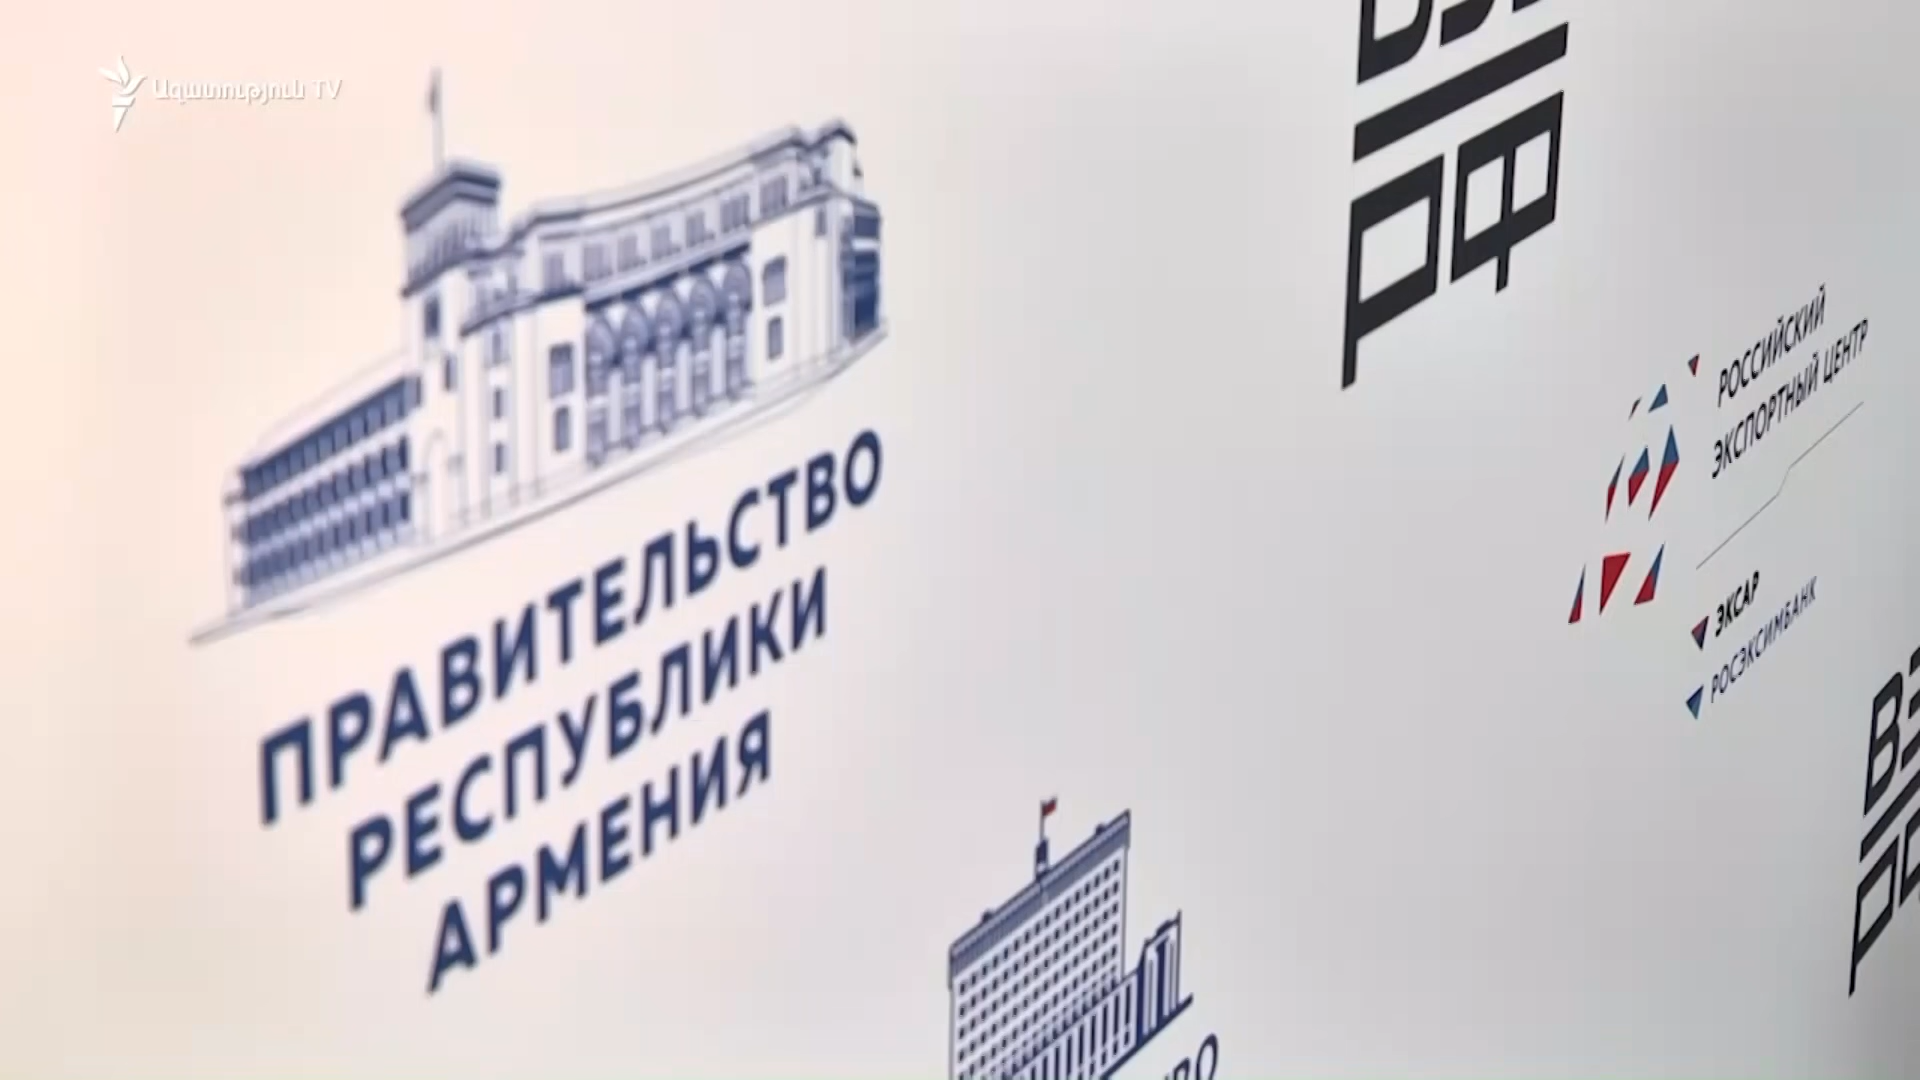 Ազատություն TV
ПРАВИТЕЛЬСТВО
РЕСПУБЛИКИ
АРМЕНИЯ
РФ
РОССИЙСКИЙ
ЭКСПОРТНЫЙ ЦЕНТР
ЭКСАР
РОСЭКСИМБАНК